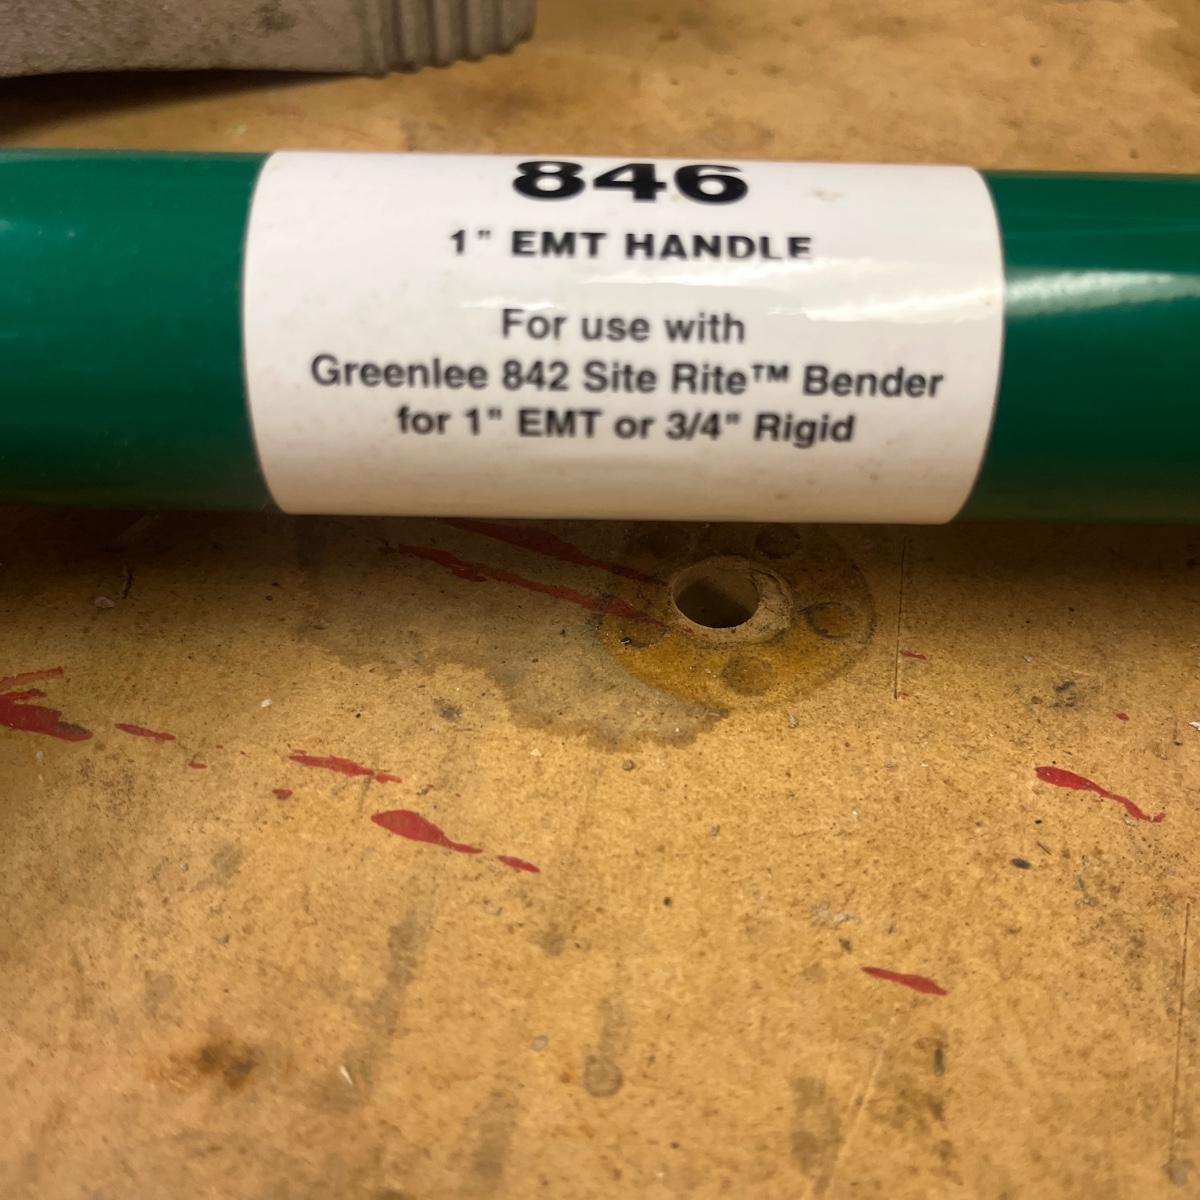 846
1" EMT HANDLE
For use with
Greenlee 842 Site Rite™ Bender
for 1" EMT or 3/4" Rigid